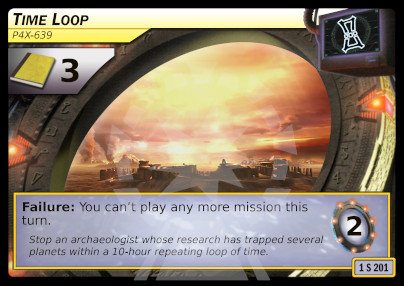 TIME LOOP
P4X-639
3
Failure: You can't play any more mission this
turn.
2
Stop an archaeologist whose research has trapped several
planets within a 10-hour repeating loop of time.
1 S 201